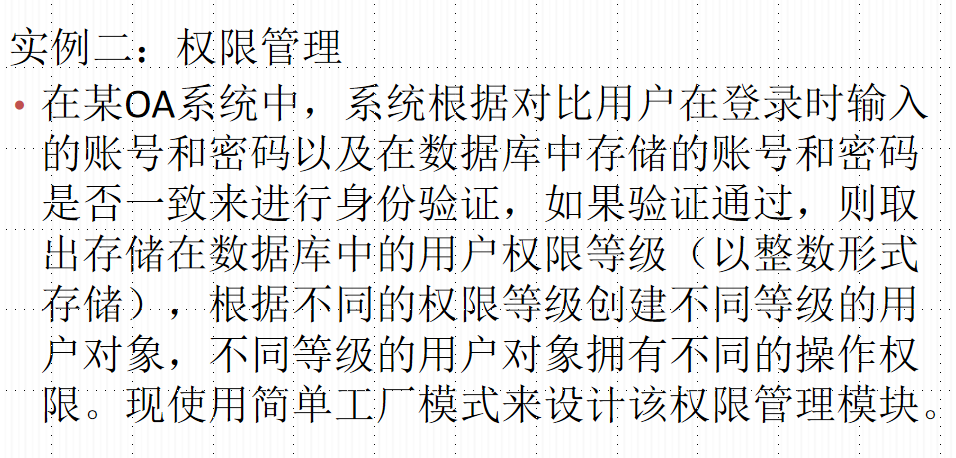 实例二：权限管理
• 在某OA系统中，系统根据对比用户在登录时输入
的账号和密码以及在数据库中存储的账号和密码
是否一致来进行身份验证，如果验证通过，则取
出存储在数据库中的用户权限等级（以整数形式
存储），根据不同的权限等级创建不同等级的用
户对象，不同等级的用户对象拥有不同的操作权
限。现使用简单工厂模式来设计该权限管理模块。